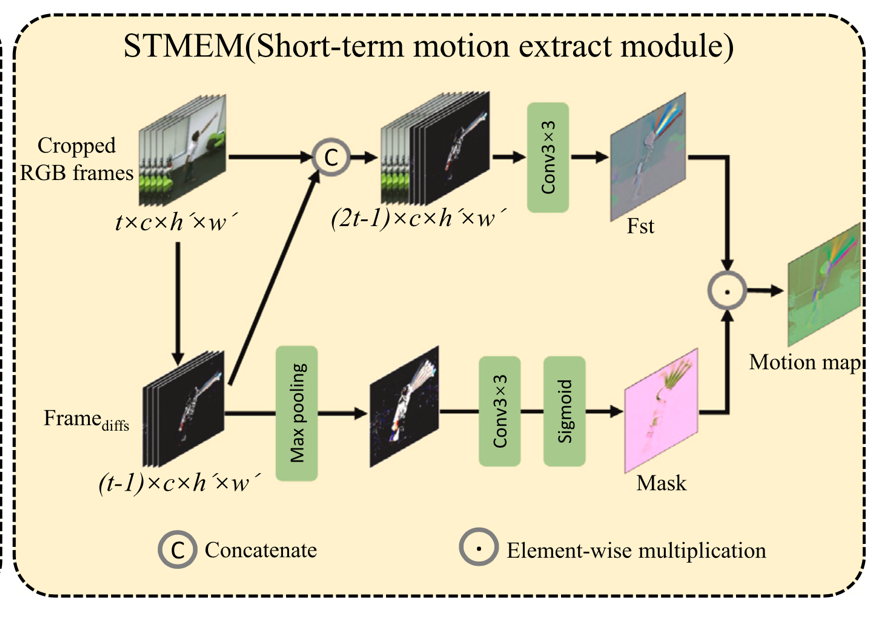 STMEM(Short-term motion extract module)
Cropped
RGB frames
t×c×h´×w´
C
(2t-1)×c×h´×w´
Conv3×3
Fst
·
Motion map
Frame_diffs
(t-1)×c×h´×w´
Max pooling
Conv3×3
Sigmoid
Mask
C Concatenate
· Element-wise multiplication